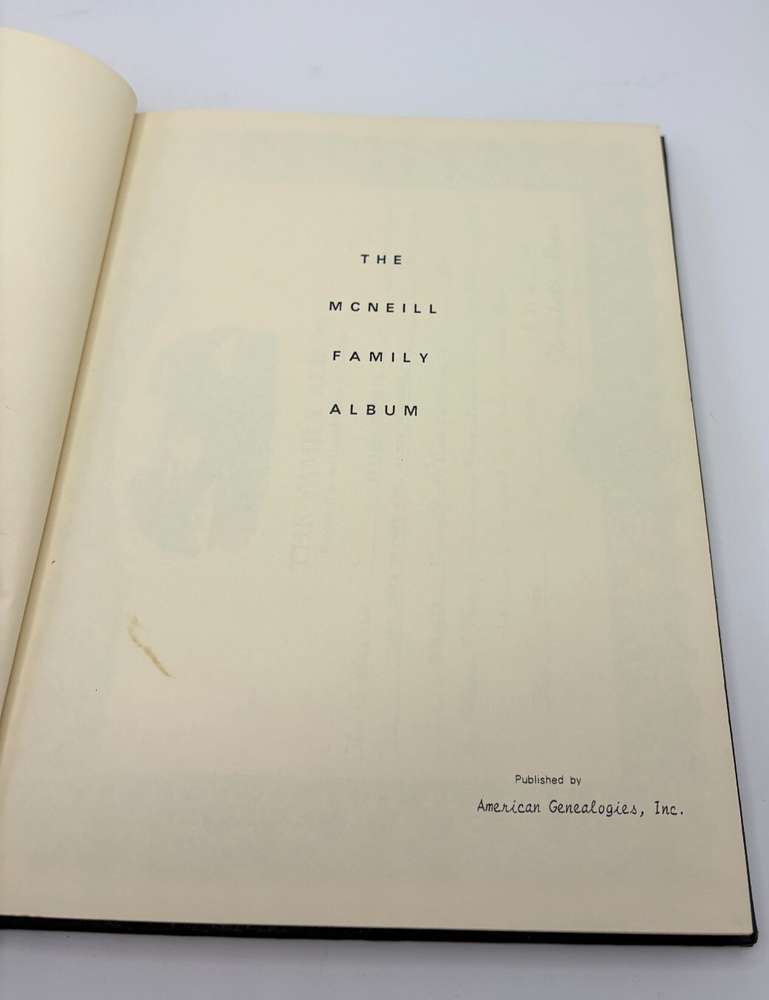 THE
MCNEILL
FAMILY
ALBUM
Published by
American Genealogies, Inc.